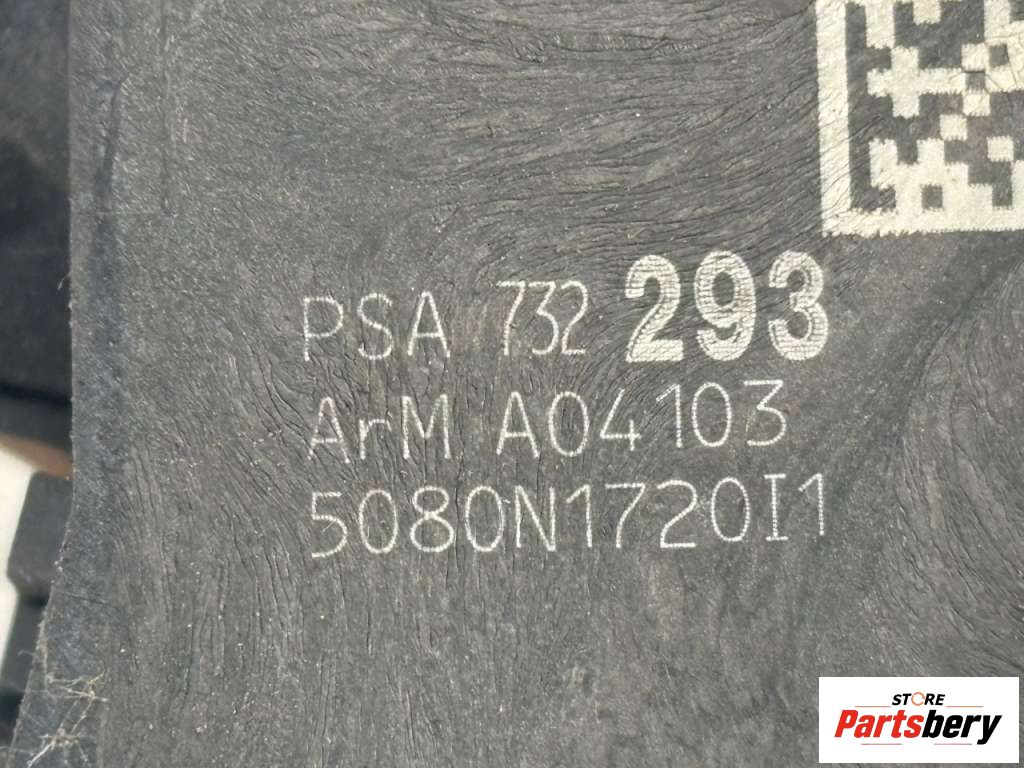 PSA 732 293
ArM A04103
5080N1720I1
STORE
Partsbery